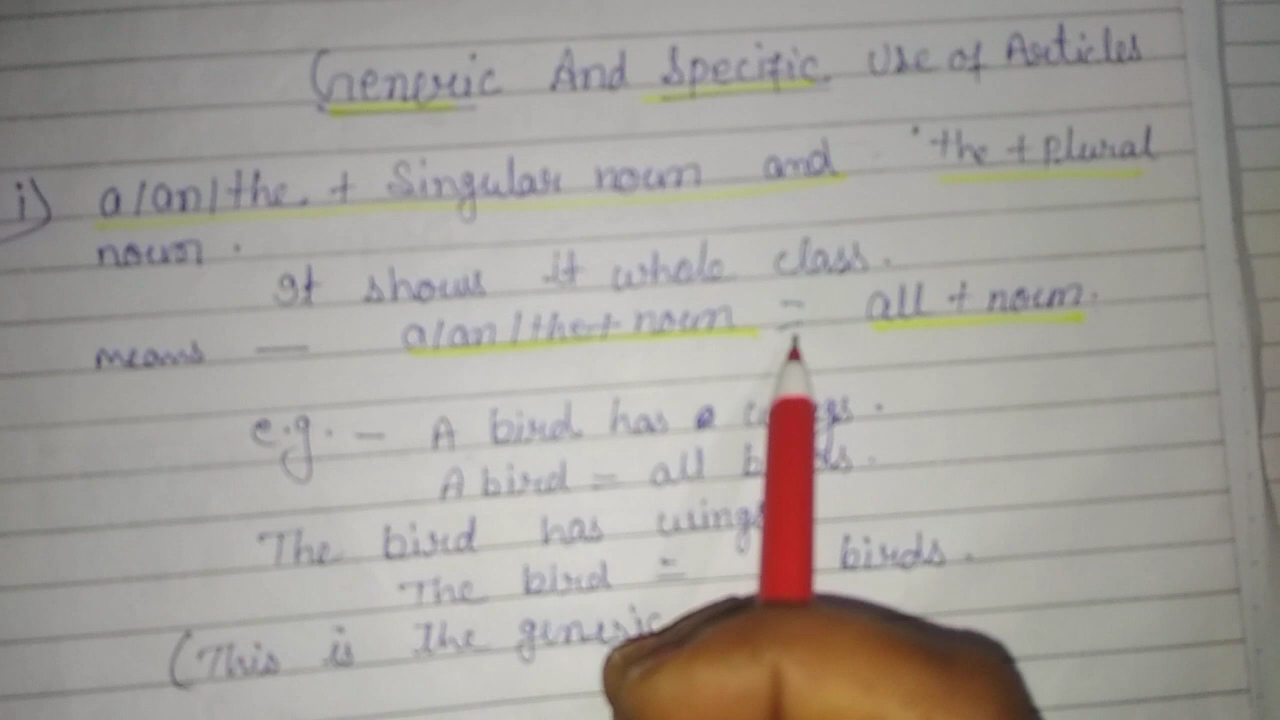 Generic And Specific Use of Articles
i) a/an/the + Singular noun and the + plural
noun.
It shows it whole class.
means — a/an/the + noun = all + noun.
e.g. - A bird has
A bird = all
The bird has wings
The bird = birds.
(This is the generic